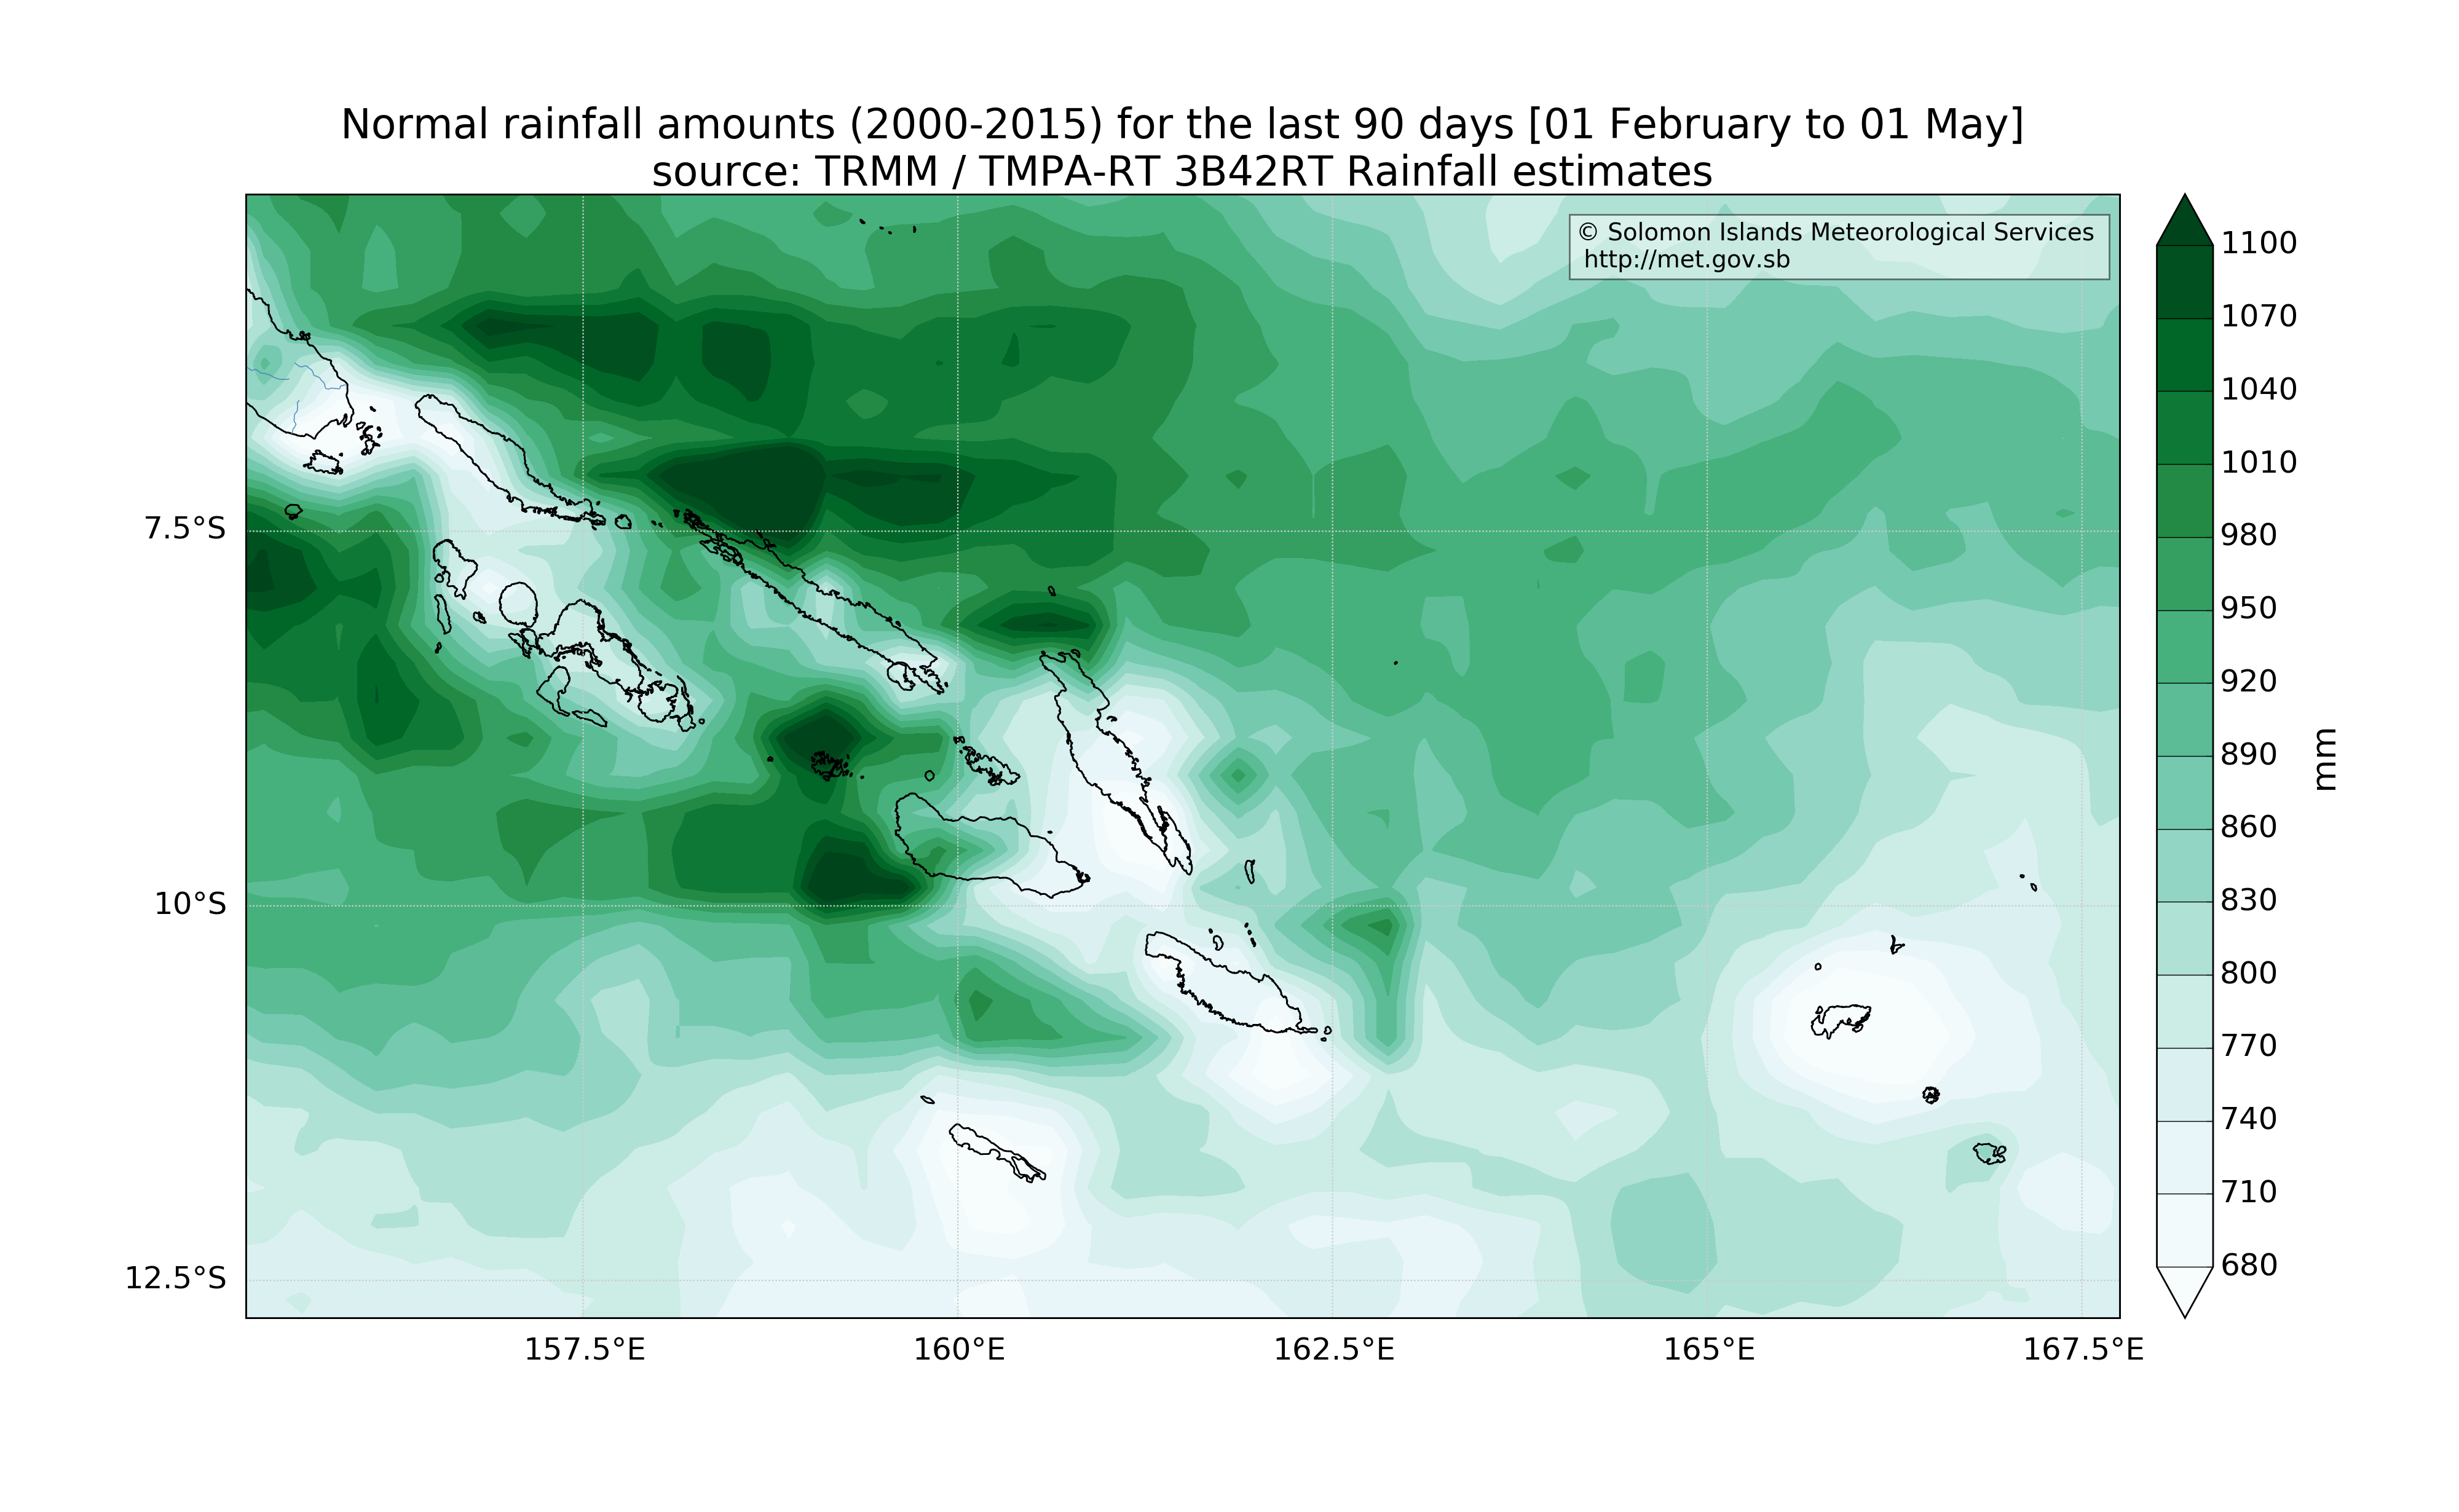 Normal rainfall amounts (2000-2015) for the last 90 days [01 February to 01 May]
source: TRMM / TMPA-RT 3B42RT Rainfall estimates
© Solomon Islands Meteorological Services
http://met.gov.sb
7.5°S
10°S
12.5°S
157.5°E
160°E
162.5°E
165°E
167.5°E
1100
1070
1040
1010
980
950
920
890
860
830
800
770
740
710
680
mm